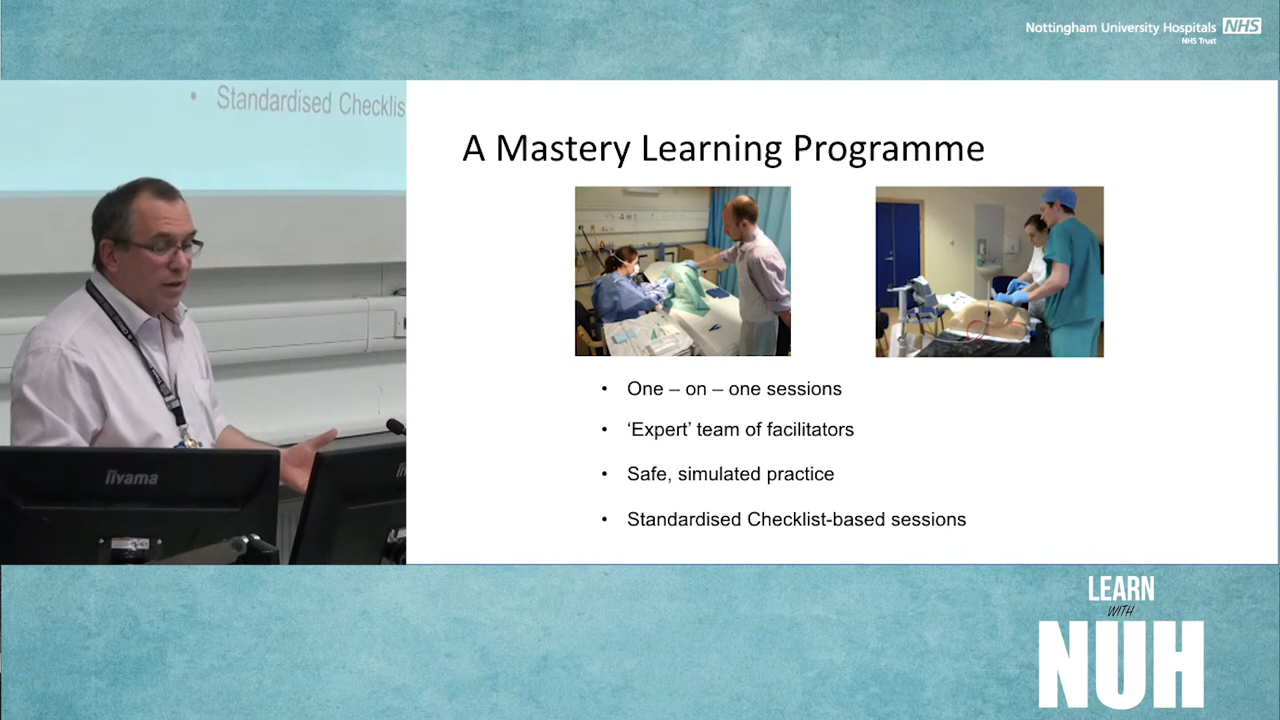 Nottingham University Hospitals NHS
NHS Trust
Standardised Checklis
A Mastery Learning Programme
• One – on – one sessions
• ‘Expert’ team of facilitators
• Safe, simulated practice
• Standardised Checklist-based sessions
iiyama
LEARN
WITH
NUH